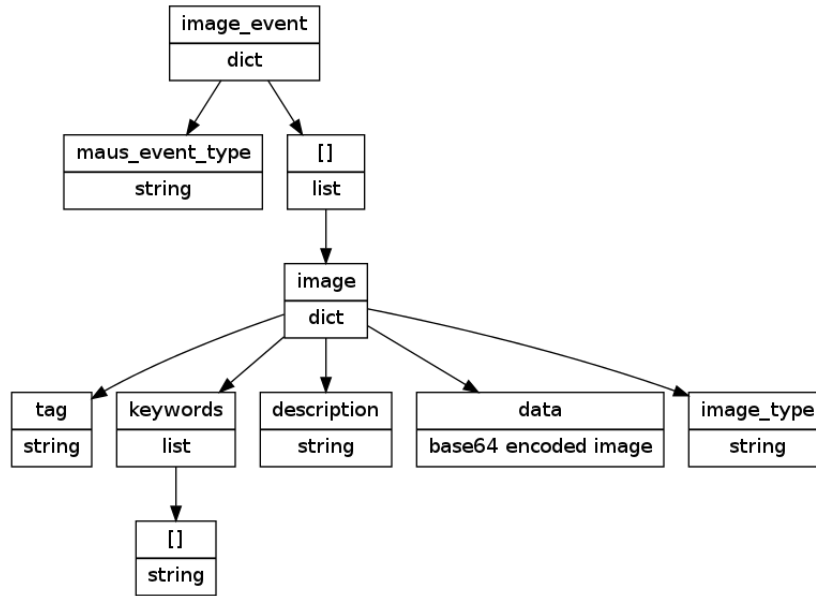 image_event
dict
maus_event_type
string
[]
list
image
dict
tag
string
keywords
list
description
string
data
base64 encoded image
image_type
string
[]
string